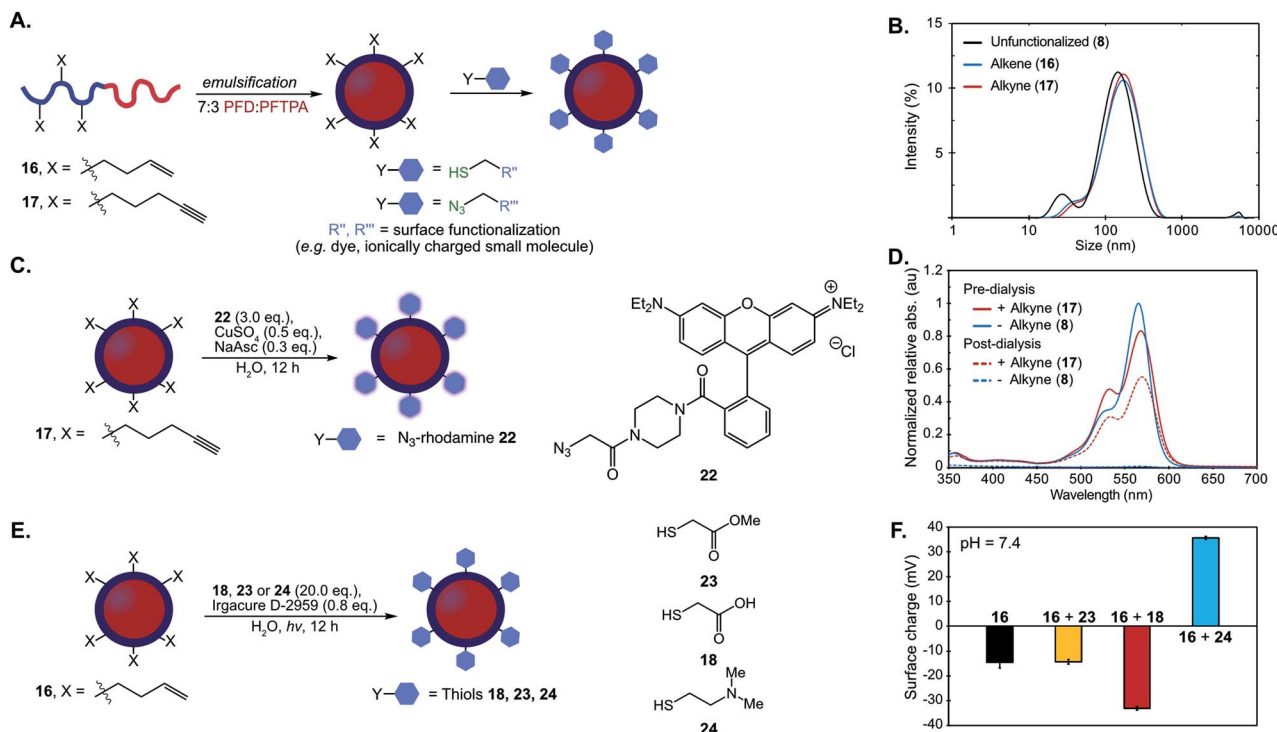 A.
X
X
X
X
emulsification
7:3 PFD:PFTPA
X
X
X
X
X
X
Y
16, X =
17, X =
Y = HS R''
Y = N3 R'''
R'', R''' = surface functionalization
(e.g. dye, ionically charged small molecule)
B.
15
10
5
Intensity (%)
Unfunctionalized (8)
Alkene (16)
Alkyne (17)
1
10
100
1000
10000
Size (nm)
C.
X
X
X
X
X
X
22 (3.0 eq.),
CuSO4 (0.5 eq.),
NaAsc (0.3 eq.)
H2O, 12 h
17, X =
Y = N3-rhodamine 22
Et2N
O
NEt2
+
−Cl
O
N
N
N3
O
22
D.
1.2
1
0.8
0.6
0.4
0.2
0
Normalized relative abs. (au)
Pre-dialysis
+ Alkyne (17)
- Alkyne (8)
Post-dialysis
+ Alkyne (17)
- Alkyne (8)
350
400
450
500
550
600
650
700
Wavelength (nm)
E.
X
X
X
X
X
X
18, 23 or 24 (20.0 eq.),
Irgacure D-2959 (0.8 eq.)
H2O, hv, 12 h
16, X =
Y = Thiols 18, 23, 24
HS
OMe
O
23
HS
OH
O
18
HS
N
Me
Me
24
F.
40
30
20
10
0
-10
-20
-30
-40
Surface charge (mV)
pH = 7.4
16
16 + 23
16 + 18
16 + 24